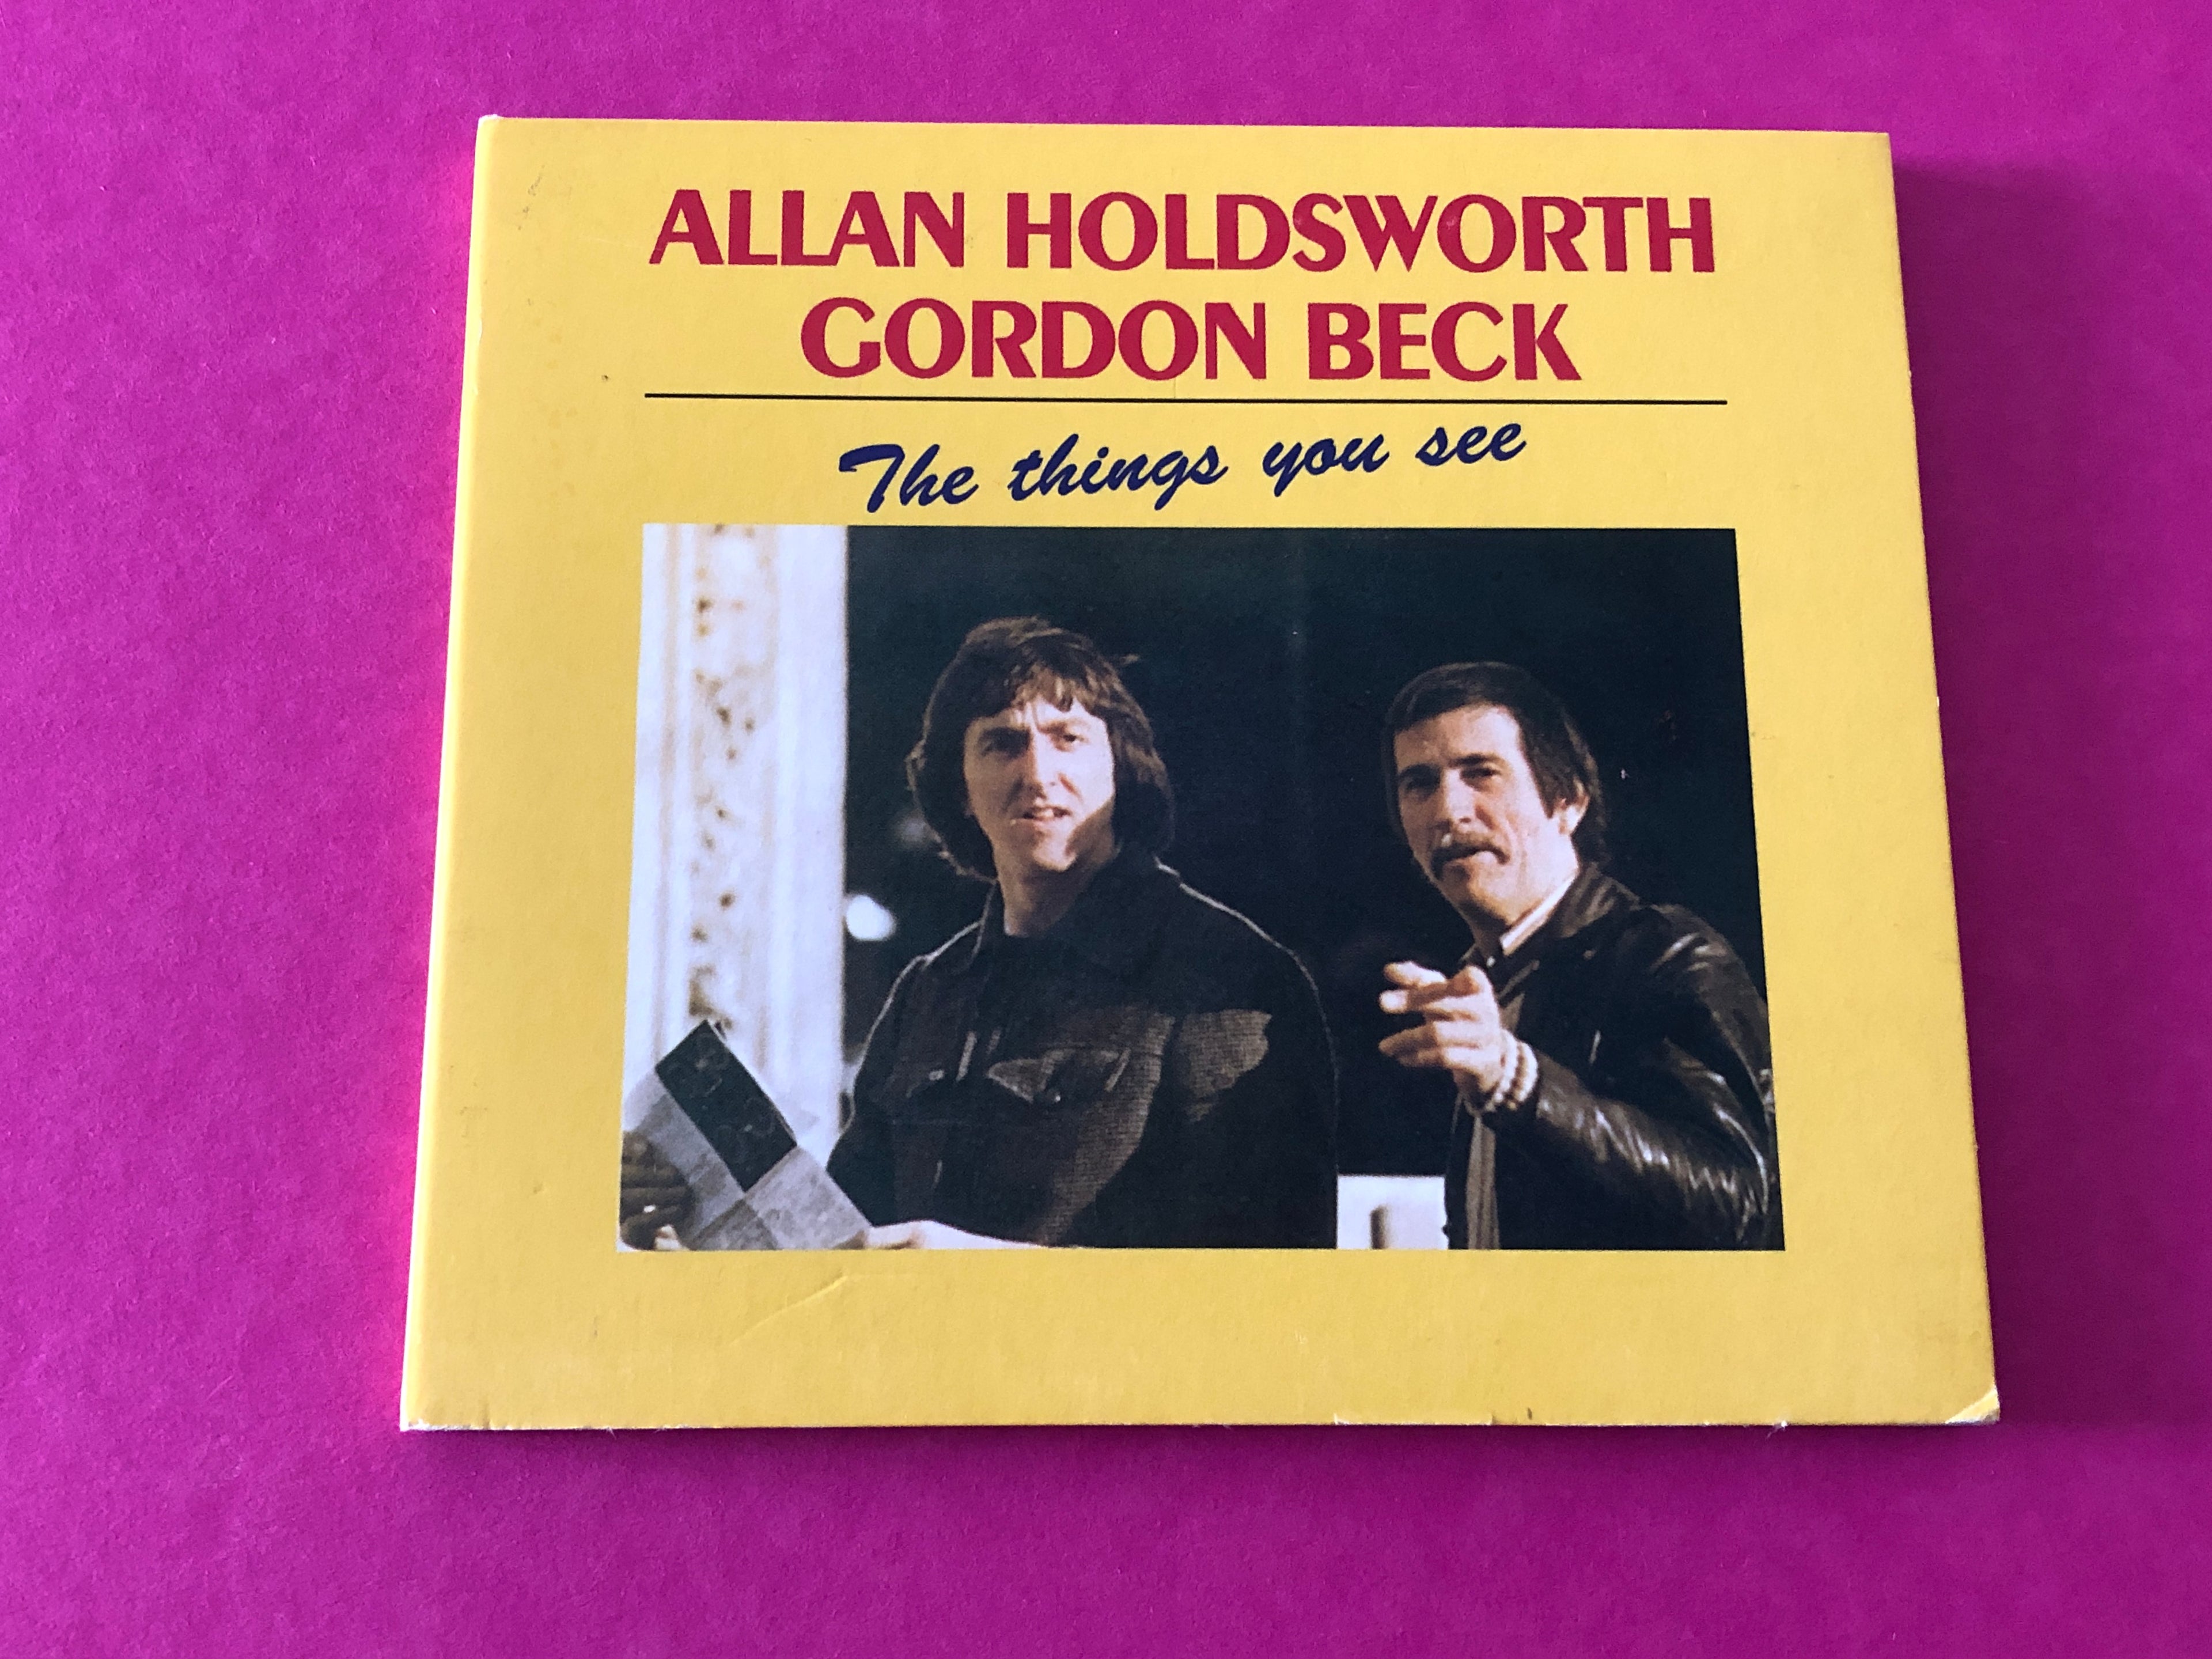 ALLAN HOLDSWORTH
GORDON BECK
The things you see